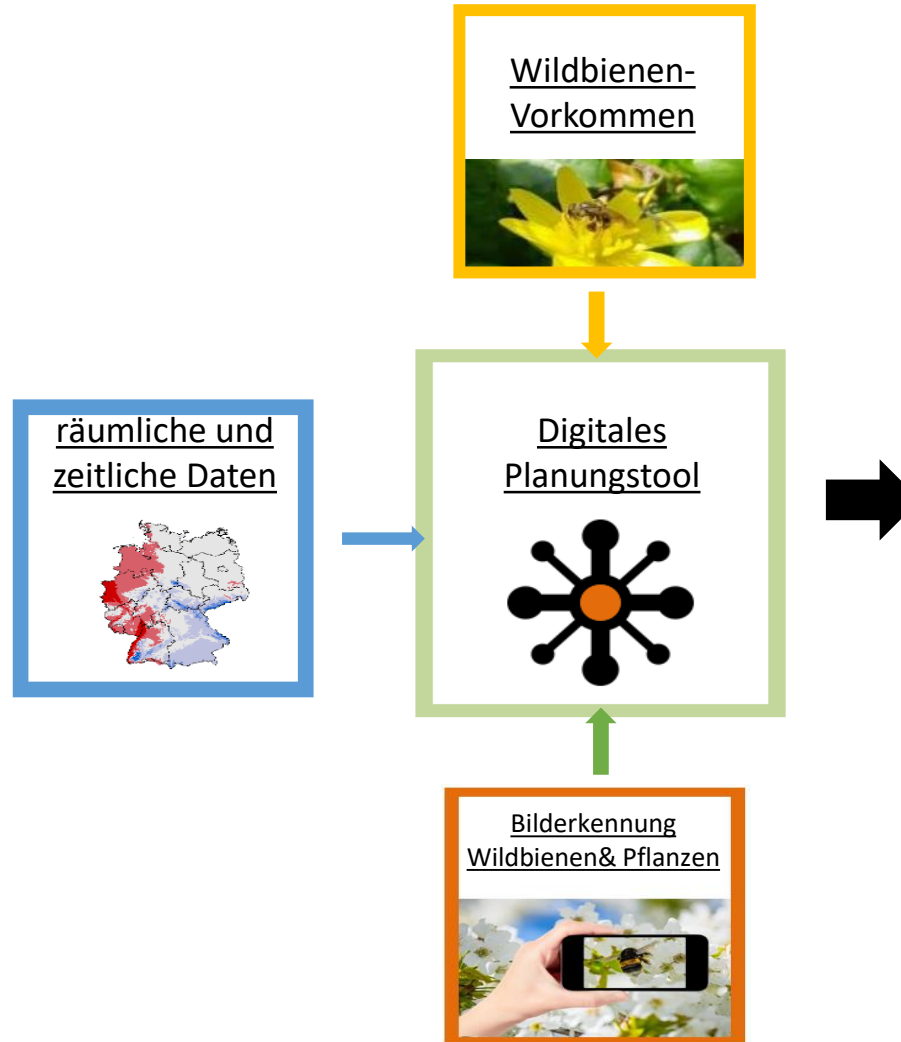 Wildbienen-
Vorkommen
räumliche und
zeitliche Daten
Digitales
Planungstool
Bilderkennung
Wildbienen& Pflanzen